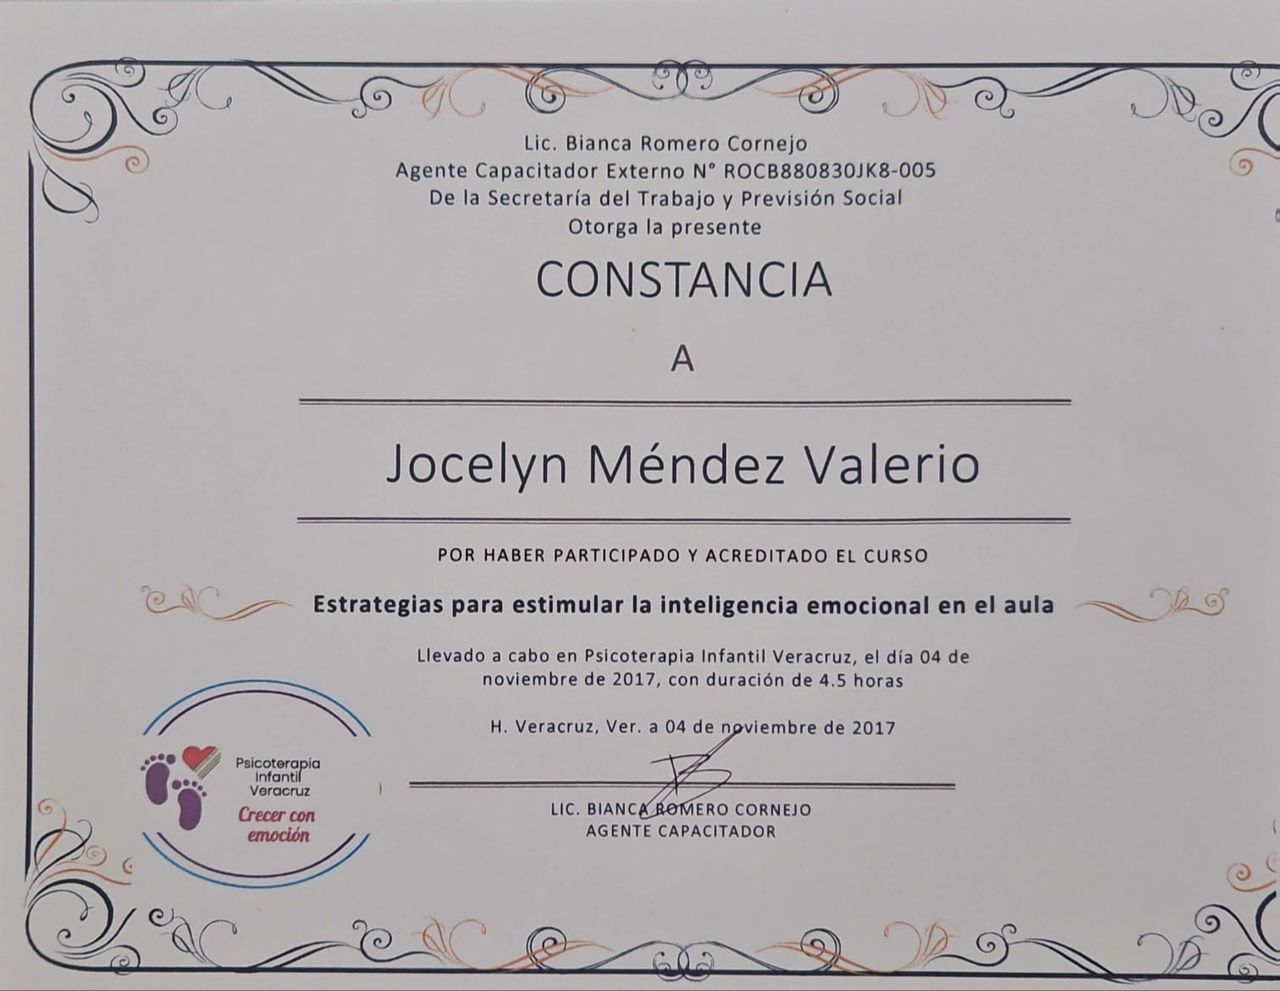 Lic. Bianca Romero Cornejo
Agente Capacitador Externo N° ROCB880830JK8-005
De la Secretaría del Trabajo y Previsión Social
Otorga la presente
CONSTANCIA
A
Jocelyn Méndez Valerio
POR HABER PARTICIPADO Y ACREDITADO EL CURSO
Estrategias para estimular la inteligencia emocional en el aula
Llevado a cabo en Psicoterapia Infantil Veracruz, el día 04 de
noviembre de 2017, con duración de 4.5 horas
H. Veracruz, Ver. a 04 de noviembre de 2017
LIC. BIANCA ROMERO CORNEJO
AGENTE CAPACITADOR
Psicoterapia
Infantil
Veracruz
Crecer con
emoción